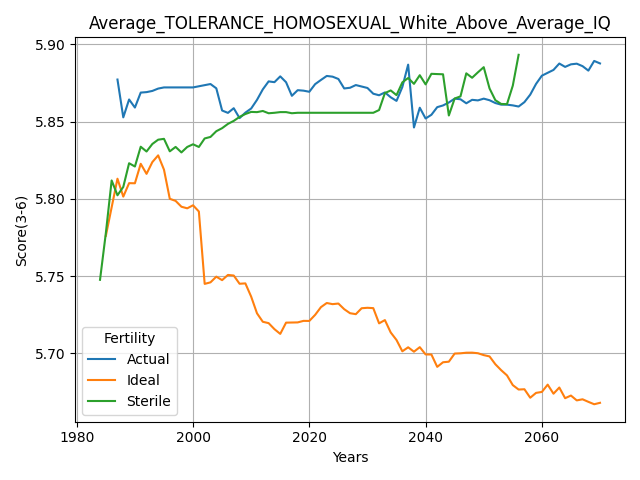 Average_TOLERANCE_HOMOSEXUAL_White_Above_Average_IQ
5.90
5.85
5.80
5.75
5.70
Score(3-6)
Fertility
Actual
Ideal
Sterile
1980 2000 2020 2040 2060
Years